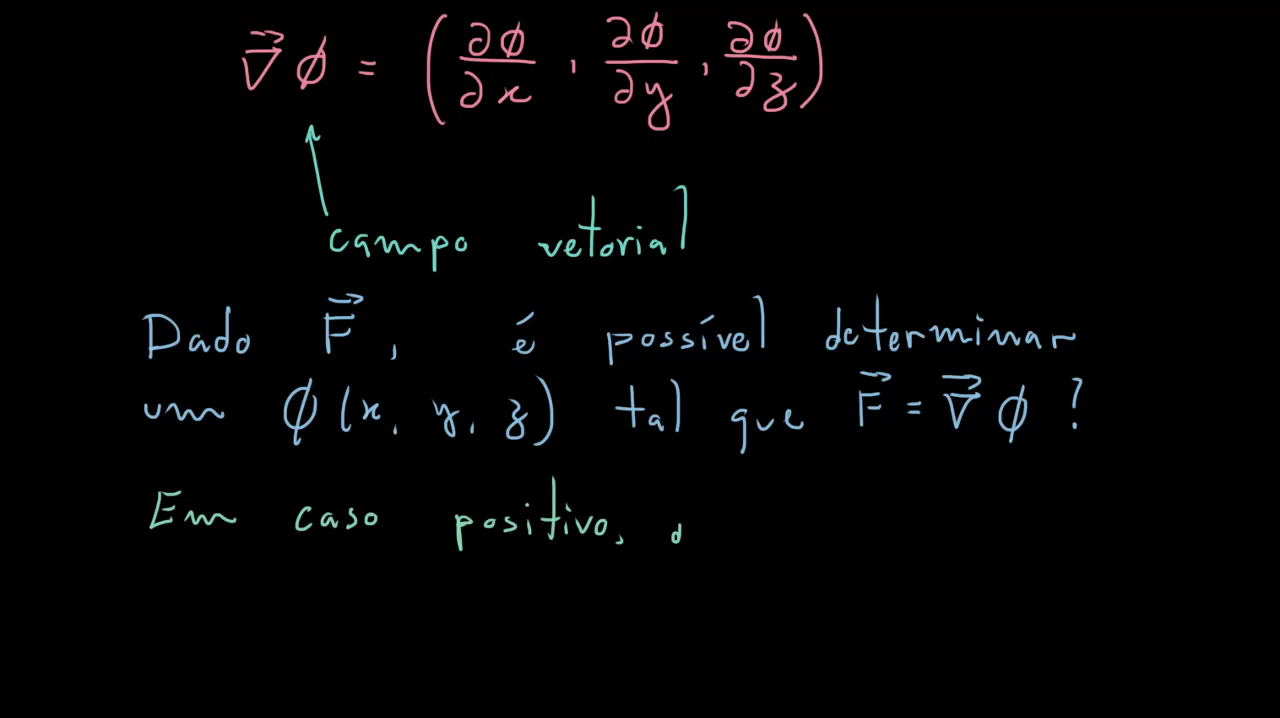 ∇⃗ϕ = (∂ϕ/∂x, ∂ϕ/∂y, ∂ϕ/∂z)
campo vetorial
Dado F⃗, é possível determinar
um ϕ(x, y, z) tal que F⃗ = ∇⃗ϕ?
Em caso positivo, d